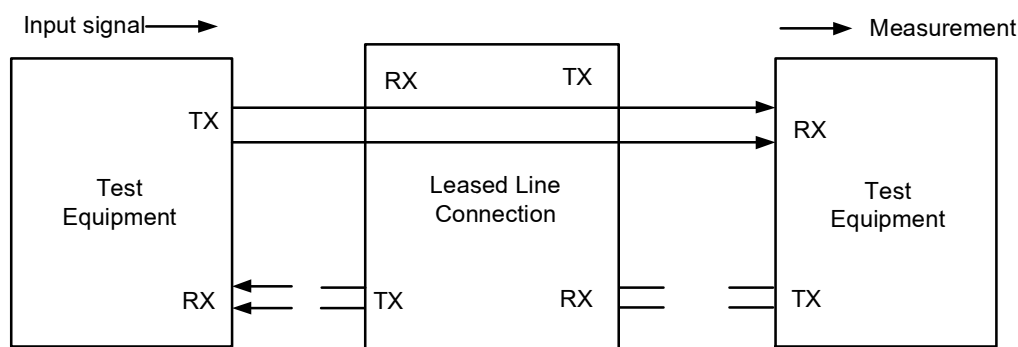 Input signal
Measurement
RX
TX
TX
RX
Test
Equipment
Leased Line
Connection
Test
Equipment
RX
TX
RX
TX